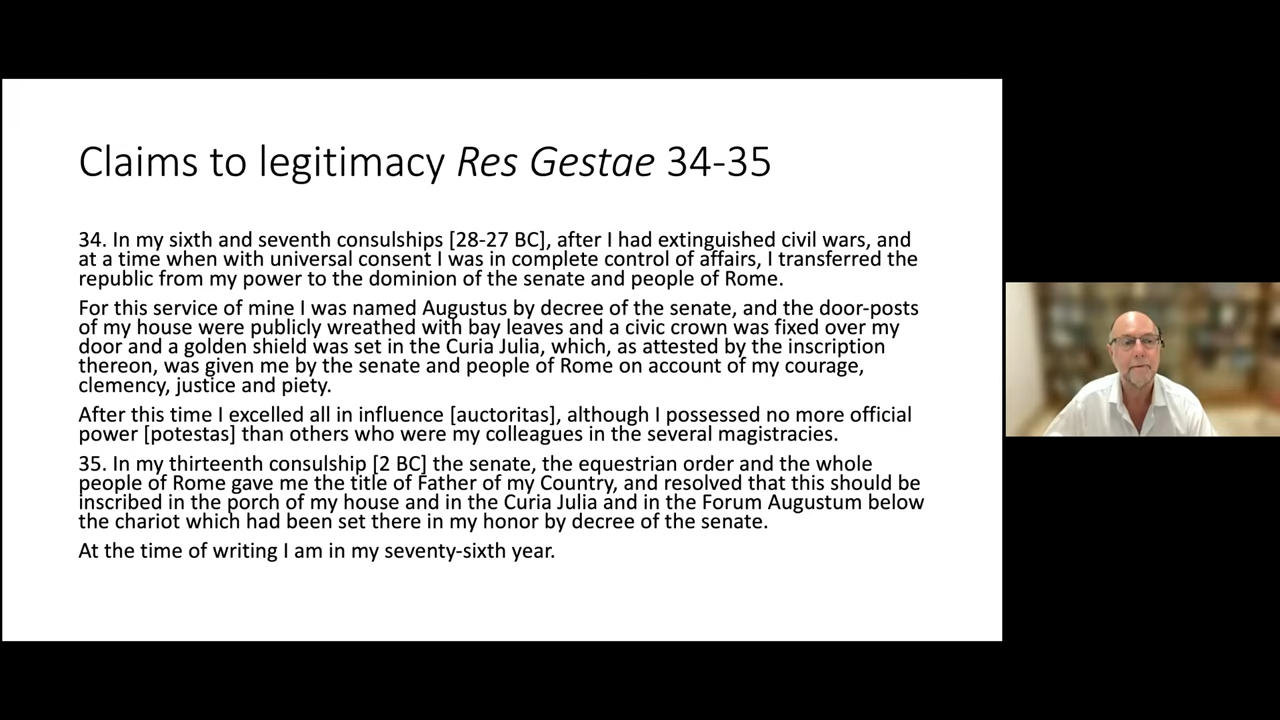 Claims to legitimacy Res Gestae 34-35
34. In my sixth and seventh consulships [28-27 BC], after I had extinguished civil wars, and
at a time when with universal consent I was in complete control of affairs, I transferred the
republic from my power to the dominion of the senate and people of Rome.
For this service of mine I was named Augustus by decree of the senate, and the door-posts
of my house were publicly wreathed with bay leaves and a civic crown was fixed over my
door and a golden shield was set in the Curia Julia, which, as attested by the inscription
thereon, was given me by the senate and people of Rome on account of my courage,
clemency, justice and piety.
After this time I excelled all in influence [auctoritas], although I possessed no more official
power [potestas] than others who were my colleagues in the several magistracies.
35. In my thirteenth consulship [2 BC] the senate, the equestrian order and the whole
people of Rome gave me the title of Father of my Country, and resolved that this should be
inscribed in the porch of my house and in the Curia Julia and in the Forum Augustum below
the chariot which had been set there in my honor by decree of the senate.
At the time of writing I am in my seventy-sixth year.